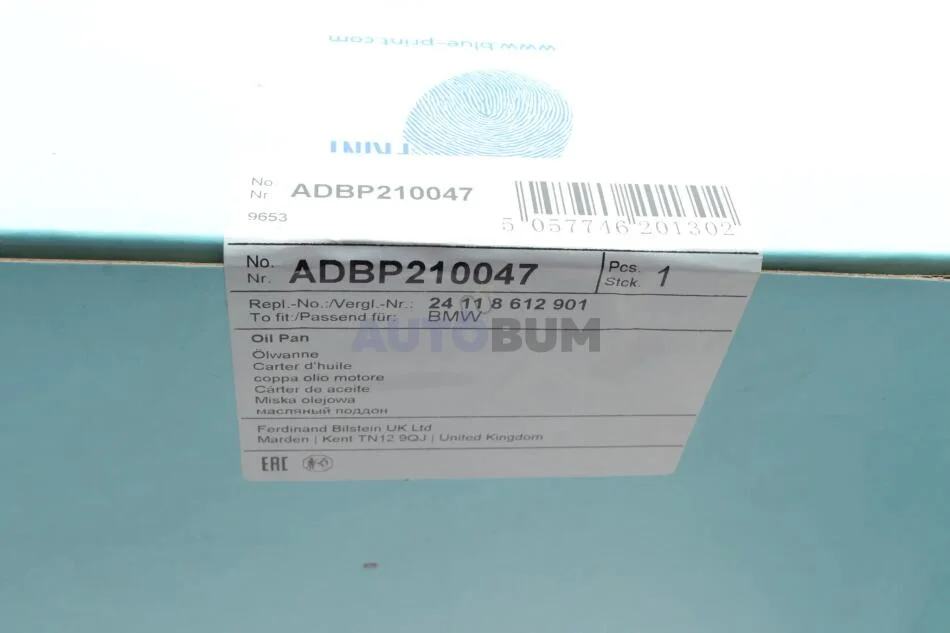 www.blue-print.com
No.
Nr.
ADBP210047
9653
5 057746 201302
No.
Nr.
ADBP210047
Pcs.
Stck.
1
Repl.-No.:/Vergl.-Nr.: 24 11 8 612 901
To fit:/Passend für: BMW
AUTOBUM
Oil Pan
Ölwanne
Carter d'huile
coppa olio motore
Cárter de aceite
Miska olejowa
масляный поддон
Ferdinand Bilstein UK Ltd
Marden | Kent TN12 9QJ | United Kingdom
EAC